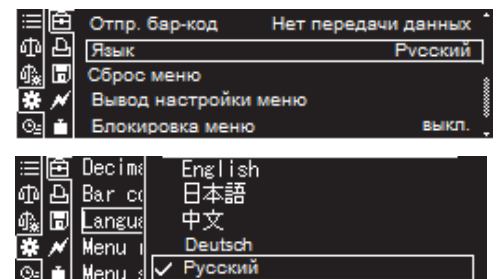 Отпр. бар-код Нет передачи данных
Язык Русский
Сброс меню
Вывод настройки меню
Блокировка меню выкл.
Decima English
Bar co 日本語
Langua 中文
Menu Deutsch
Menu s ✓ Русский